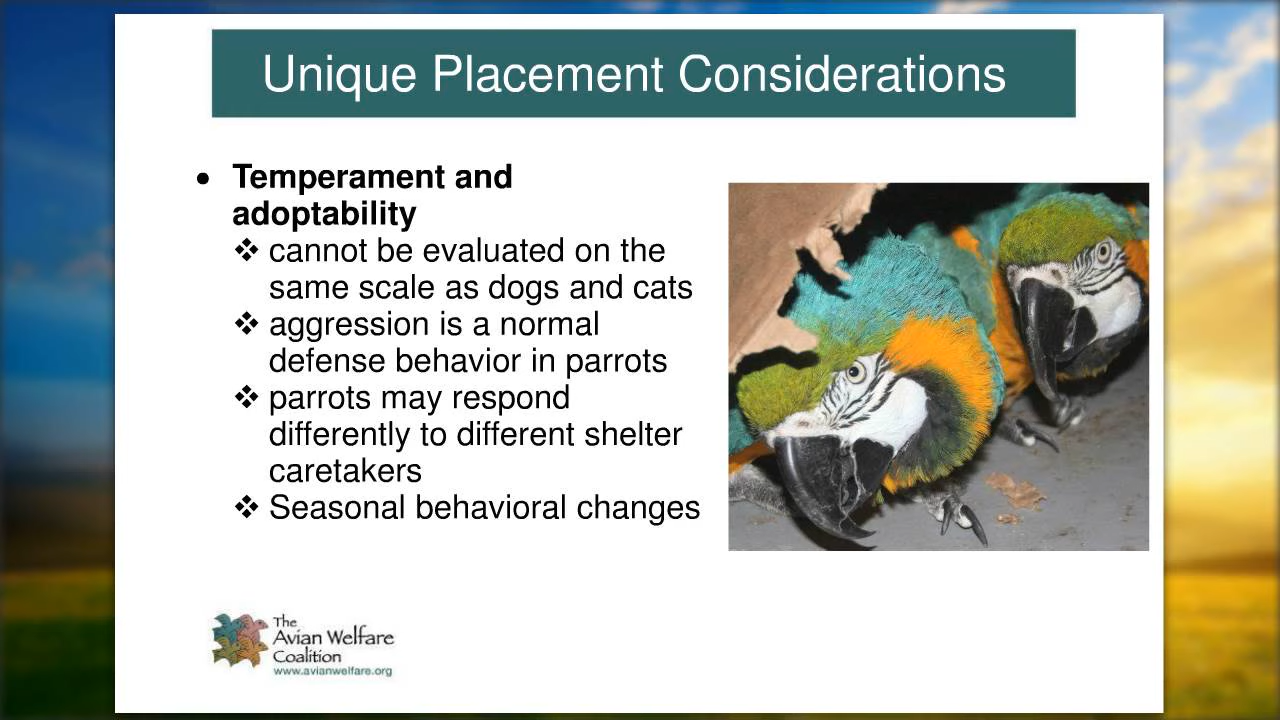 Unique Placement Considerations
• Temperament and
adoptability
❖ cannot be evaluated on the
same scale as dogs and cats
❖ aggression is a normal
defense behavior in parrots
❖ parrots may respond
differently to different shelter
caretakers
❖ Seasonal behavioral changes
The
Avian Welfare
Coalition
www.avianwelfare.org